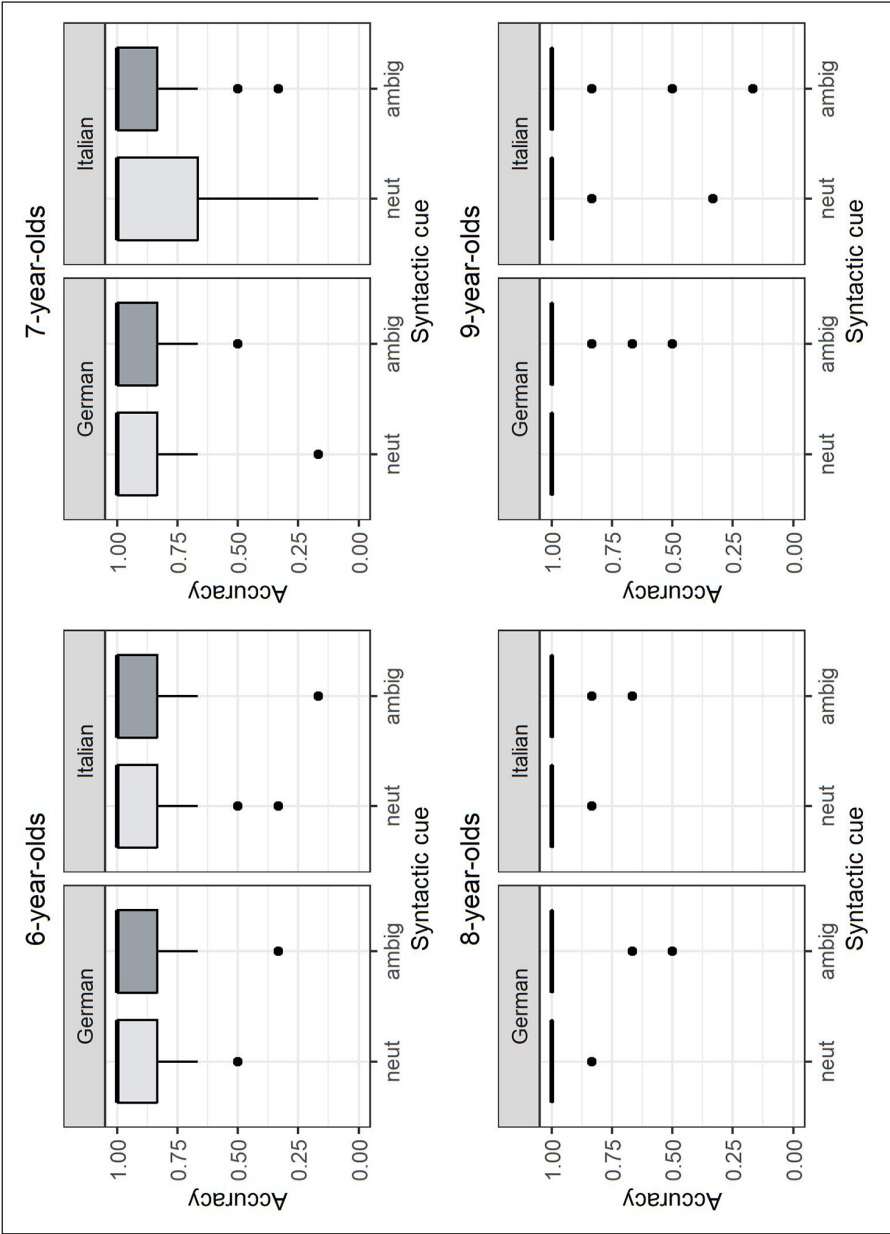 6-year-olds
German
Italian
Accuracy
1.00
0.75
0.50
0.25
0.00
neut
ambig
neut
ambig
Syntactic cue
7-year-olds
German
Italian
Accuracy
1.00
0.75
0.50
0.25
0.00
neut
ambig
neut
ambig
Syntactic cue
8-year-olds
German
Italian
Accuracy
1.00
0.75
0.50
0.25
0.00
neut
ambig
neut
ambig
Syntactic cue
9-year-olds
German
Italian
Accuracy
1.00
0.75
0.50
0.25
0.00
neut
ambig
neut
ambig
Syntactic cue